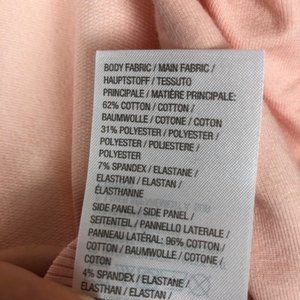 BODY FABRIC / MAIN FABRIC /
HAUPTSTOFF / TESSUTO
PRINCIPALE / MATIÈRE PRINCIPALE:
62% COTTON / COTTON /
BAUMWOLLE / COTONE / COTON
31% POLYESTER / POLYESTER /
POLYESTER / POLIESTERE /
POLYESTER
7% SPANDEX / ELASTANE /
ELASTHAN / ELASTAN /
ÉLASTHANNE
SIDE PANEL / SIDE PANEL /
SEITENTEIL / PANNELLO LATERALE /
PANNEAU LATÉRAL: 96% COTTON /
COTTON / BAUMWOLLE / COTONE /
COTON
4% SPANDEX / ELASTANE /
ELASTHAN / ELASTAN /